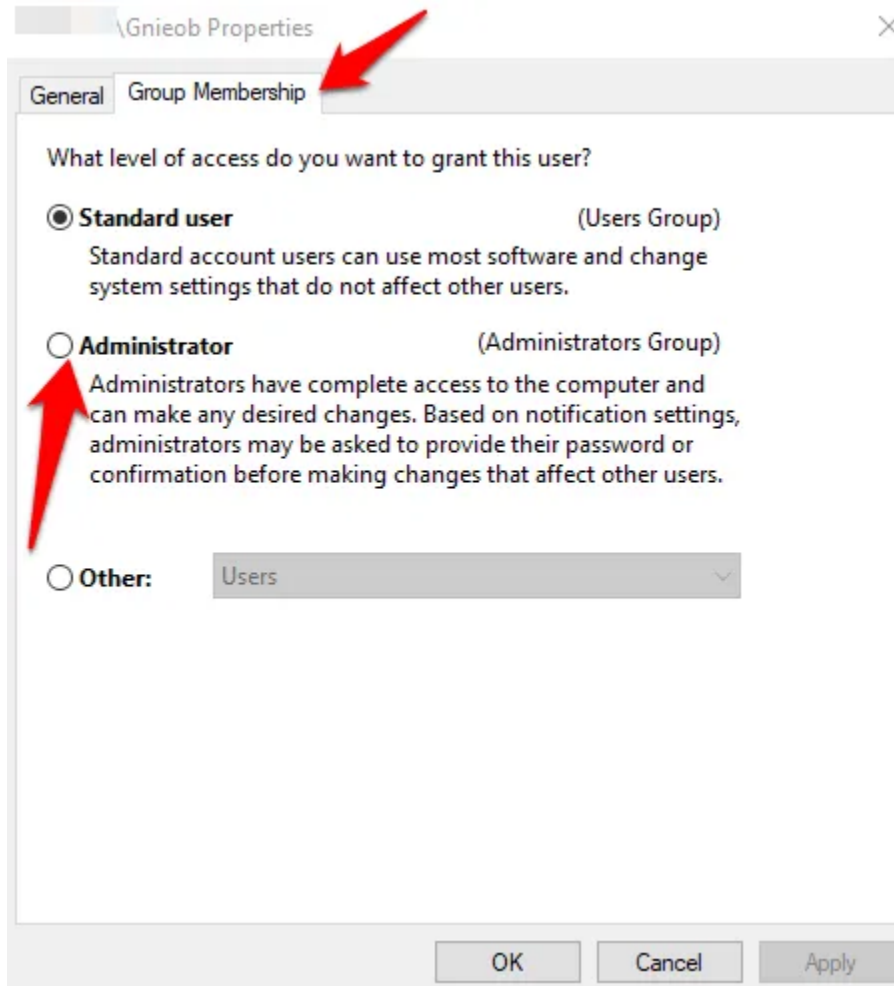 \Gnieob Properties
General
Group Membership
What level of access do you want to grant this user?
Standard user (Users Group)
Standard account users can use most software and change
system settings that do not affect other users.
Administrator (Administrators Group)
Administrators have complete access to the computer and
can make any desired changes. Based on notification settings,
administrators may be asked to provide their password or
confirmation before making changes that affect other users.
Other: Users
OK Cancel Apply